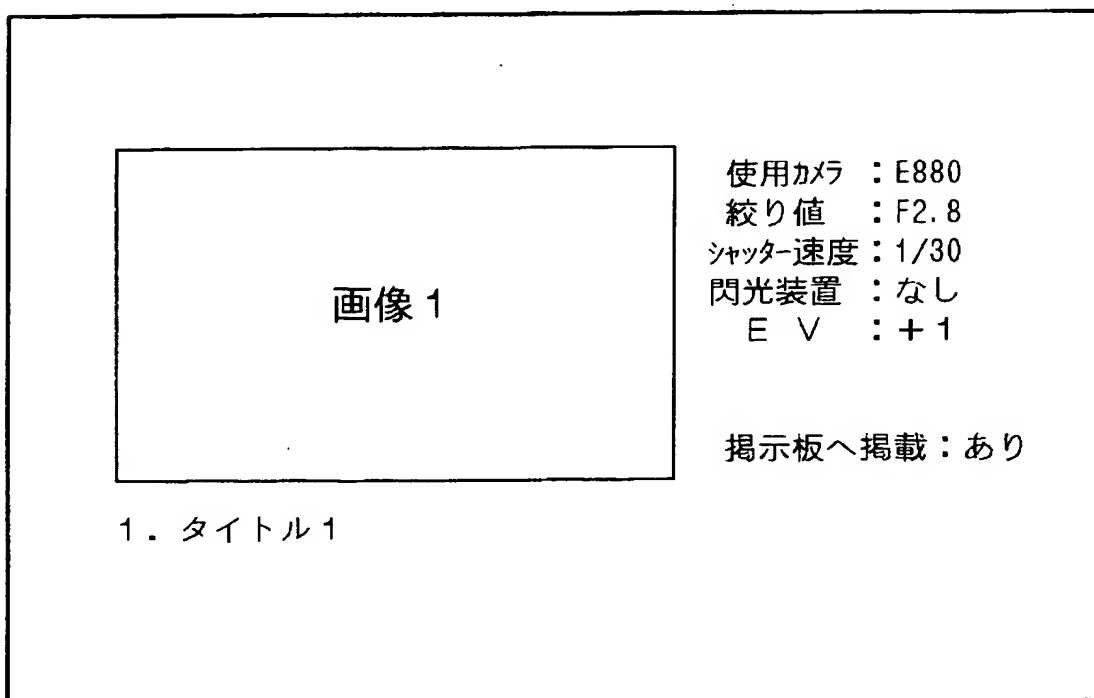 画像1
使用ｶﾒﾗ ：E880
絞り値 ：F2.8
ｼｬｯﾀｰ速度：1/30
閃光装置 ：なし
ＥＶ ：＋1
掲示板へ掲載：あり
1．タイトル1